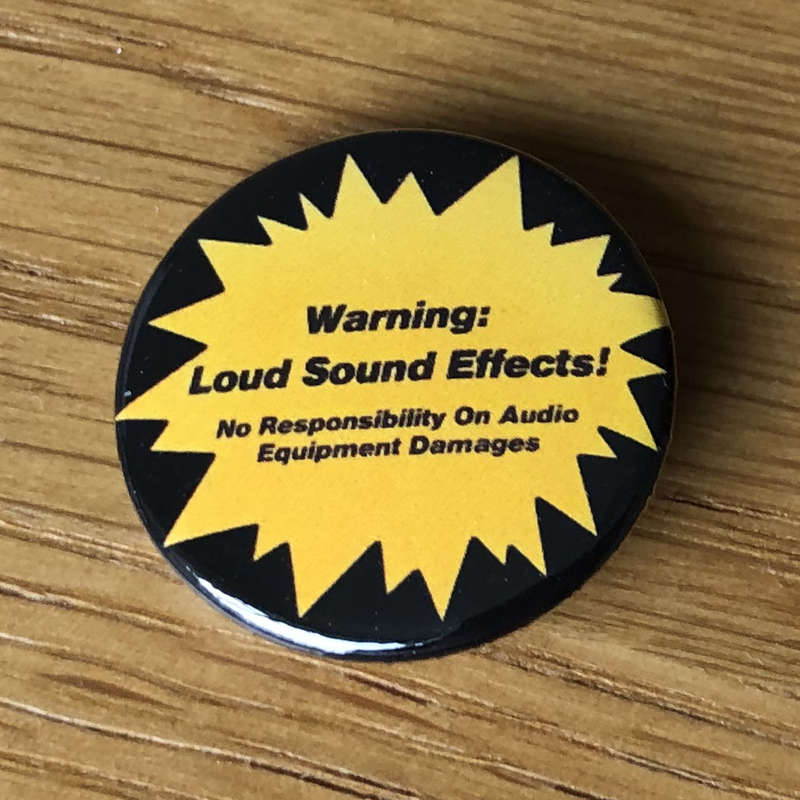 Warning:
Loud Sound Effects!
No Responsibility On Audio
Equipment Damages